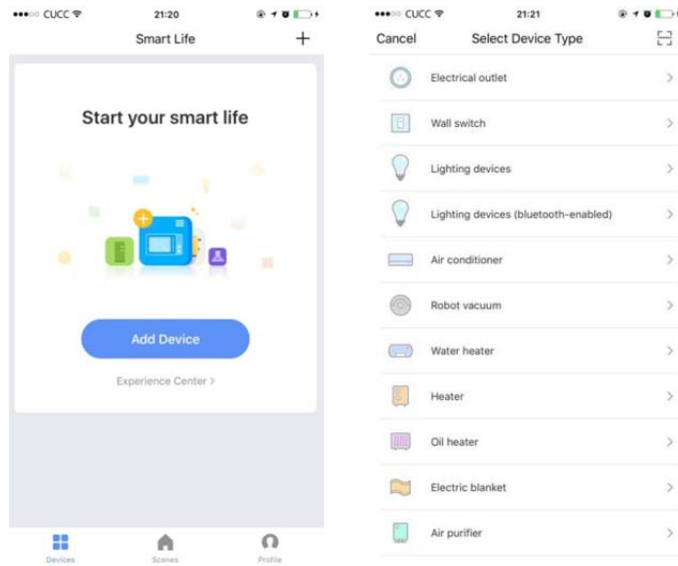 CUCC 21:20
Smart Life +
Start your smart life
Add Device
Experience Center >
Devices Scenes Profile
CUCC 21:21
Cancel Select Device Type
Electrical outlet
Wall switch
Lighting devices
Lighting devices (bluetooth-enabled)
Air conditioner
Robot vacuum
Water heater
Heater
Oil heater
Electric blanket
Air purifier